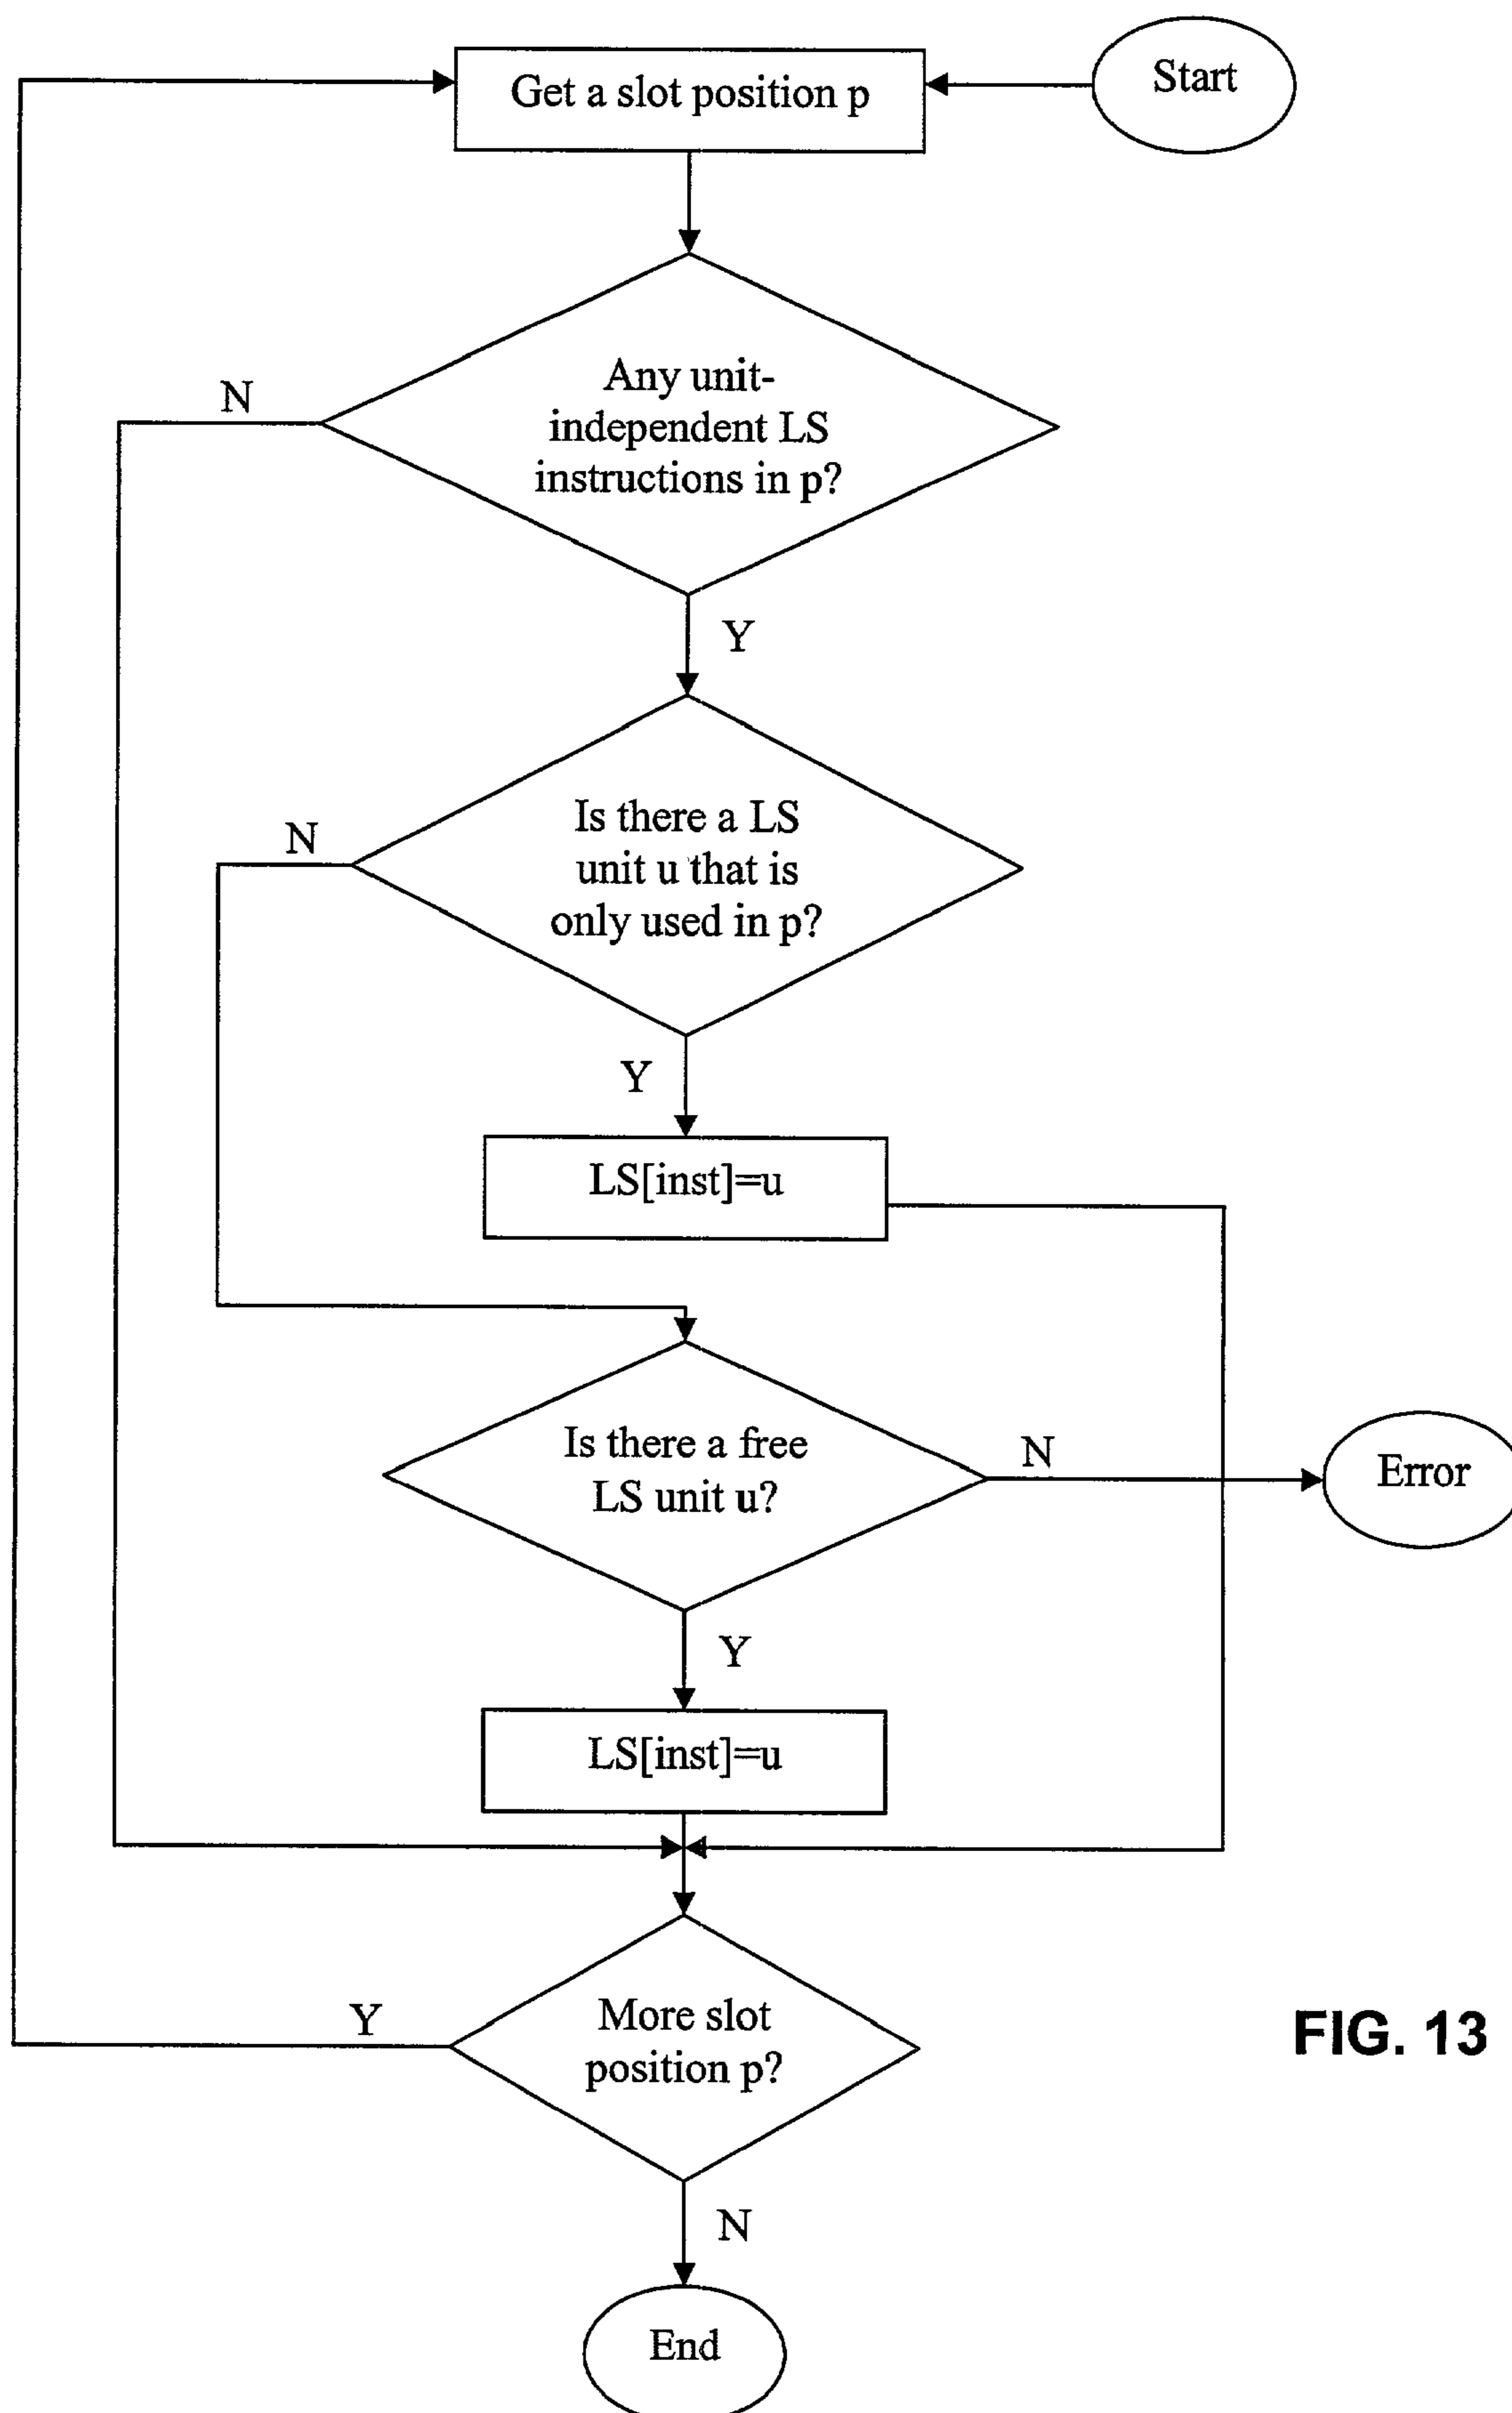 Get a slot position p
Start
Any unit-
independent LS
instructions in p?
N
Y
Is there a LS
unit u that is
only used in p?
N
Y
LS[inst]=u
Is there a free
LS unit u?
N
Error
Y
LS[inst]=u
More slot
position p?
Y
FIG. 13
N
End